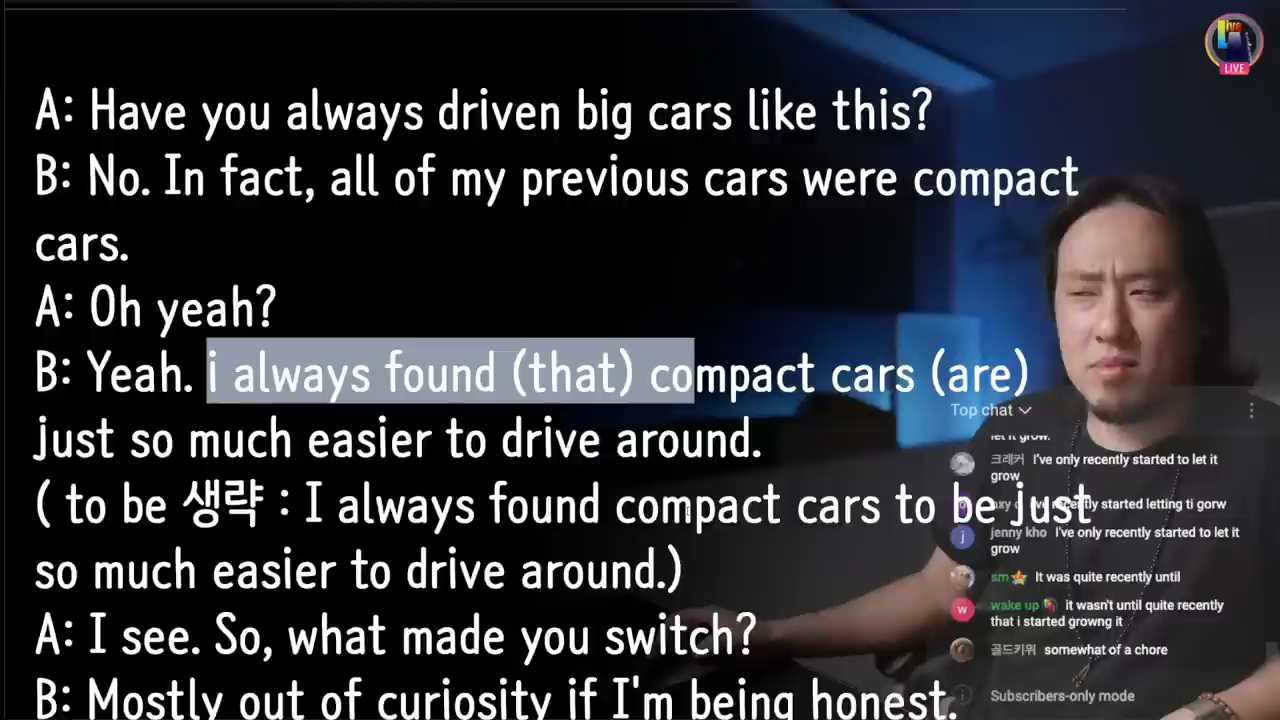 Live
LIVE
A: Have you always driven big cars like this?
B: No. In fact, all of my previous cars were compact
cars.
A: Oh yeah?
B: Yeah. i always found (that) compact cars (are)
just so much easier to drive around.
( to be 생략 : I always found compact cars to be just
so much easier to drive around.)
A: I see. So, what made you switch?
B: Mostly out of curiosity if I'm being honest.
Top chat
let it grow.
크래커 I've only recently started to let it
grow
recently started letting ti gorw
jenny kho I've only recently started to let it
grow
sm It was quite recently until
w
wake up it wasn't until quite recently
that i started growng it
골드키위 somewhat of a chore
Subscribers-only mode